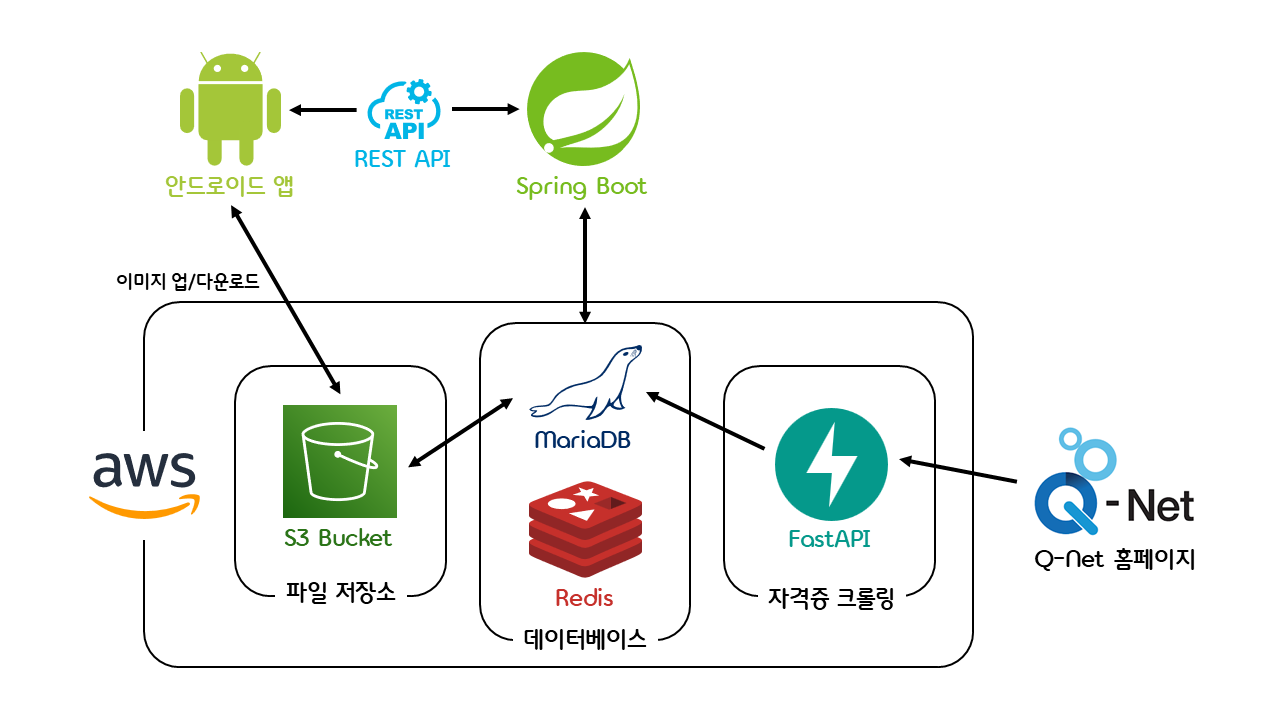 REST
API
REST API
안드로이드 앱
Spring Boot
이미지 업/다운로드
aws
S3 Bucket
파일 저장소
MariaDB
Redis
데이터베이스
FastAPI
자격증 크롤링
Q-Net
Q-Net 홈페이지